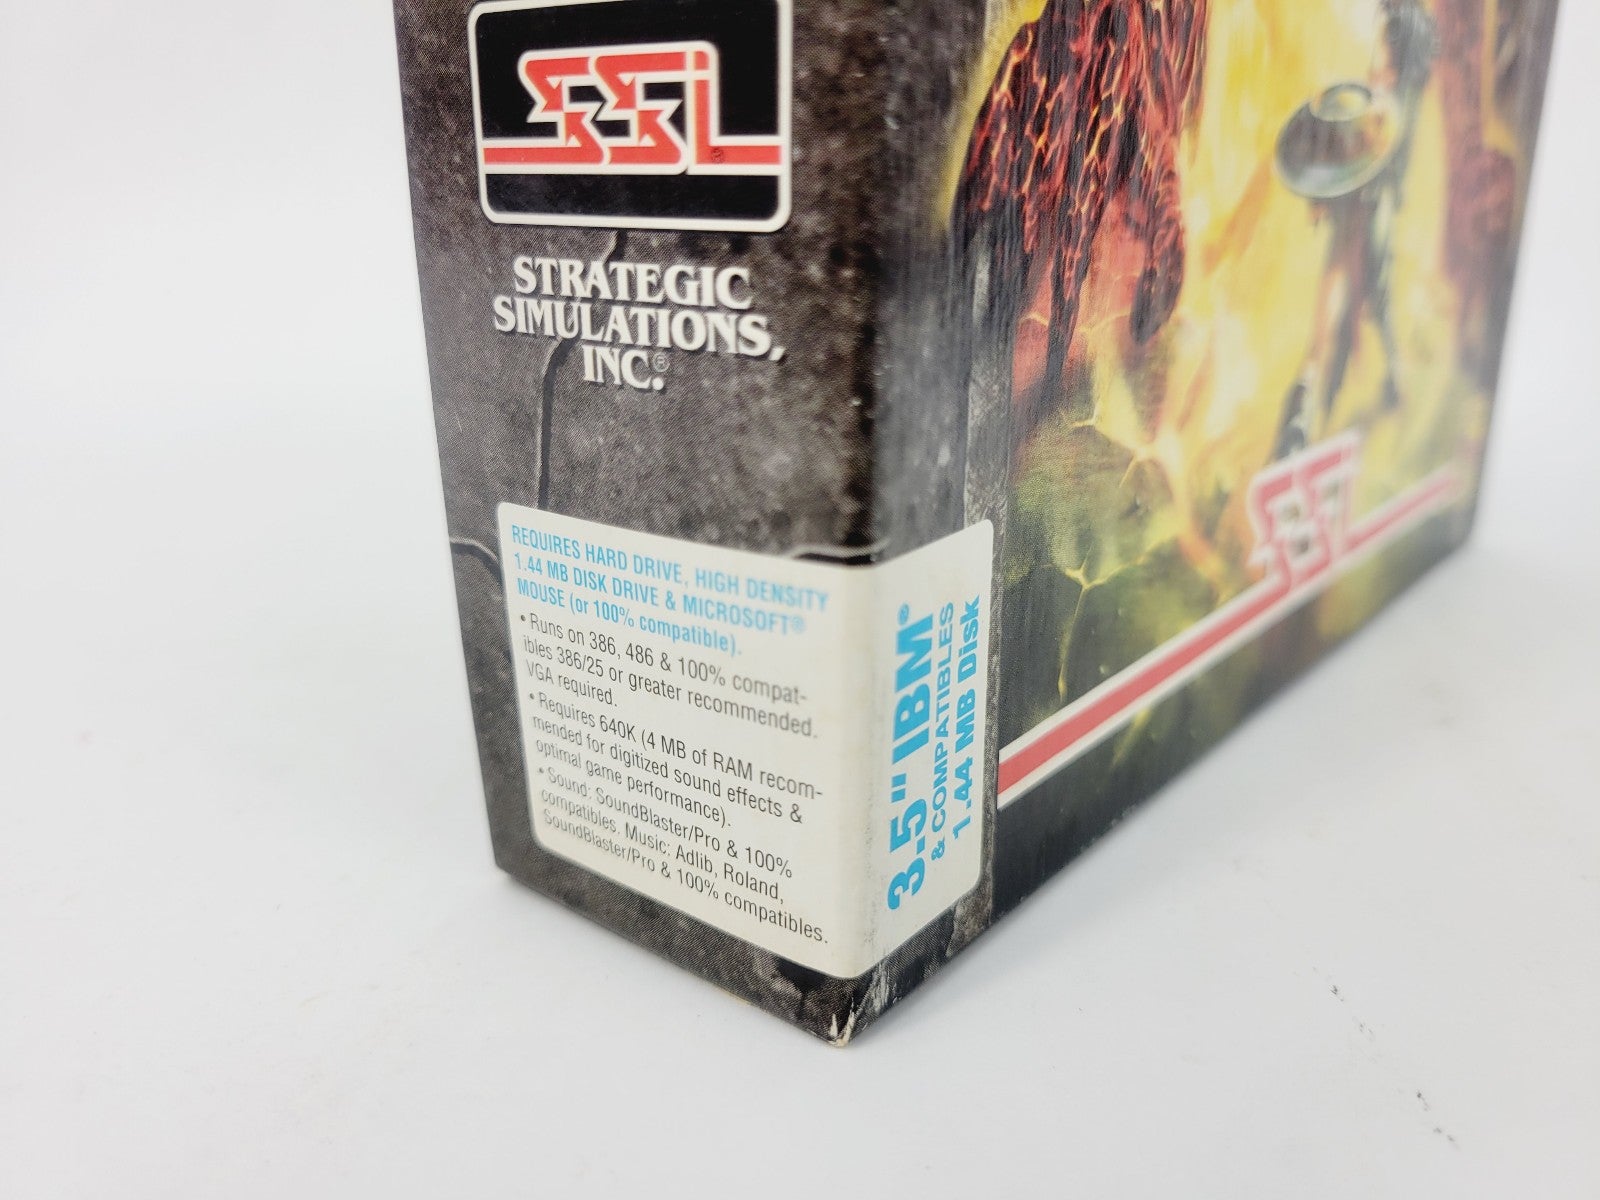 SSI®
STRATEGIC
SIMULATIONS,
INC.®
REQUIRES HARD DRIVE, HIGH DENSITY
1.44 MB DISK DRIVE & MICROSOFT®
MOUSE (or 100% compatible).
• Runs on 386, 486 & 100% compat-
ibles 386/25 or greater recommended.
VGA required.
• Requires 640K (4 MB of RAM recom-
mended for digitized sound effects &
optimal game performance).
• Sound: SoundBlaster/Pro & 100%
compatibles. Music: Adlib, Roland,
SoundBlaster/Pro & 100% compatibles.
3.5" IBM®
& COMPATIBLES
1.44 MB Disk
SSI